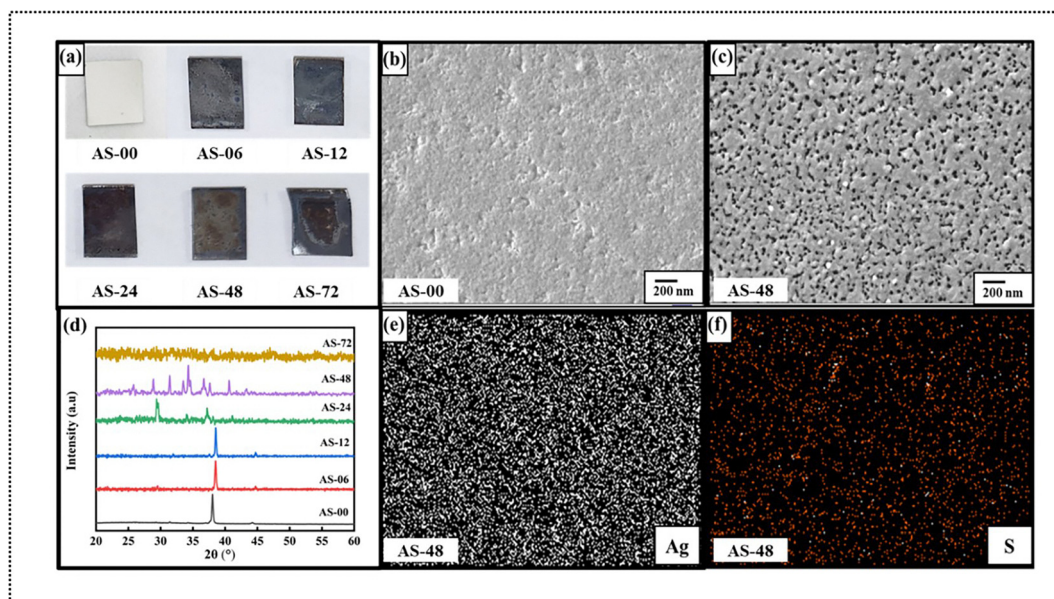 (a)
AS-00 AS-06 AS-12
AS-24 AS-48 AS-72
(b)
AS-00
200 nm
(c)
AS-48
200 nm
(d)
AS-72
AS-48
AS-24
AS-12
AS-06
AS-00
Intensity (a.u)
20 25 30 35 40 45 50 55 60
2θ (°)
(e)
AS-48
Ag
(f)
AS-48
S